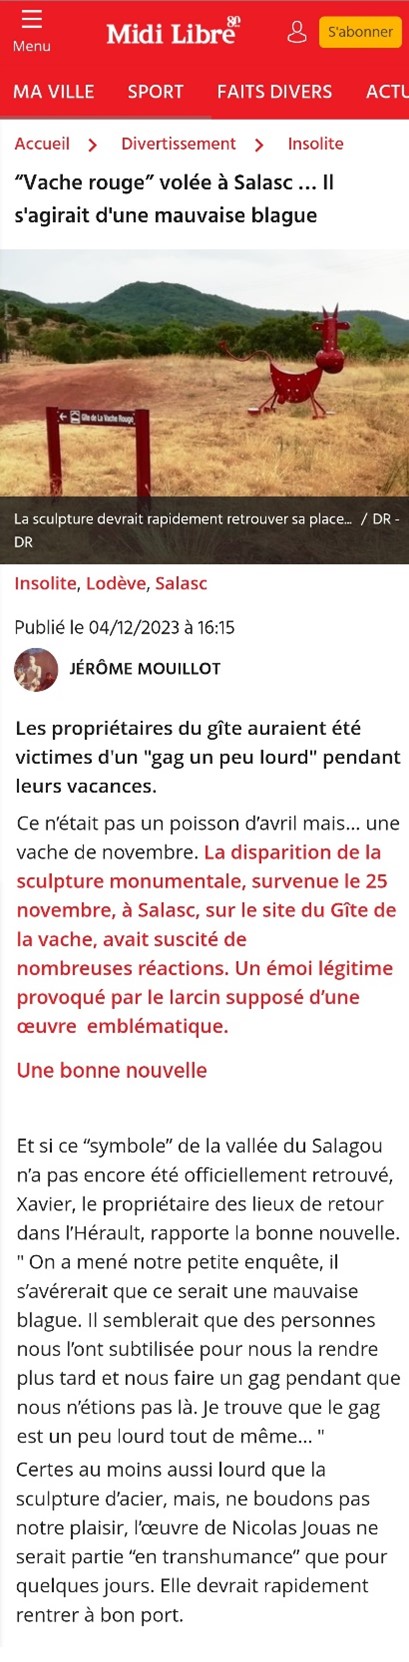 Menu
Midi Libre
80
S'abonner
MA VILLE SPORT FAITS DIVERS ACTU
Accueil > Divertissement > Insolite
“Vache rouge” volée à Salasc ... Il
s'agirait d'une mauvaise blague
← Gîte de La Vache Rouge
La sculpture devrait rapidement retrouver sa place... / DR -
DR
Insolite, Lodève, Salasc
Publié le 04/12/2023 à 16:15
JÉRÔME MOUILLOT
Les propriétaires du gîte auraient été
victimes d'un "gag un peu lourd" pendant
leurs vacances.
Ce n’était pas un poisson d’avril mais... une
vache de novembre. La disparition de la
sculpture monumentale, survenue le 25
novembre, à Salasc, sur le site du Gîte de
la vache, avait suscité de
nombreuses réactions. Un émoi légitime
provoqué par le larcin supposé d’une
œuvre emblématique.
Une bonne nouvelle
Et si ce “symbole” de la vallée du Salagou
n’a pas encore été officiellement retrouvé,
Xavier, le propriétaire des lieux de retour
dans l’Hérault, rapporte la bonne nouvelle.
" On a mené notre petite enquête, il
s’avérerait que ce serait une mauvaise
blague. Il semblerait que des personnes
nous l’ont subtilisée pour nous la rendre
plus tard et nous faire un gag pendant que
nous n’étions pas là. Je trouve que le gag
est un peu lourd tout de même... "
Certes au moins aussi lourd que la
sculpture d’acier, mais, ne boudons pas
notre plaisir, l’œuvre de Nicolas Jouas ne
serait partie “en transhumance” que pour
quelques jours. Elle devrait rapidement
rentrer à bon port.